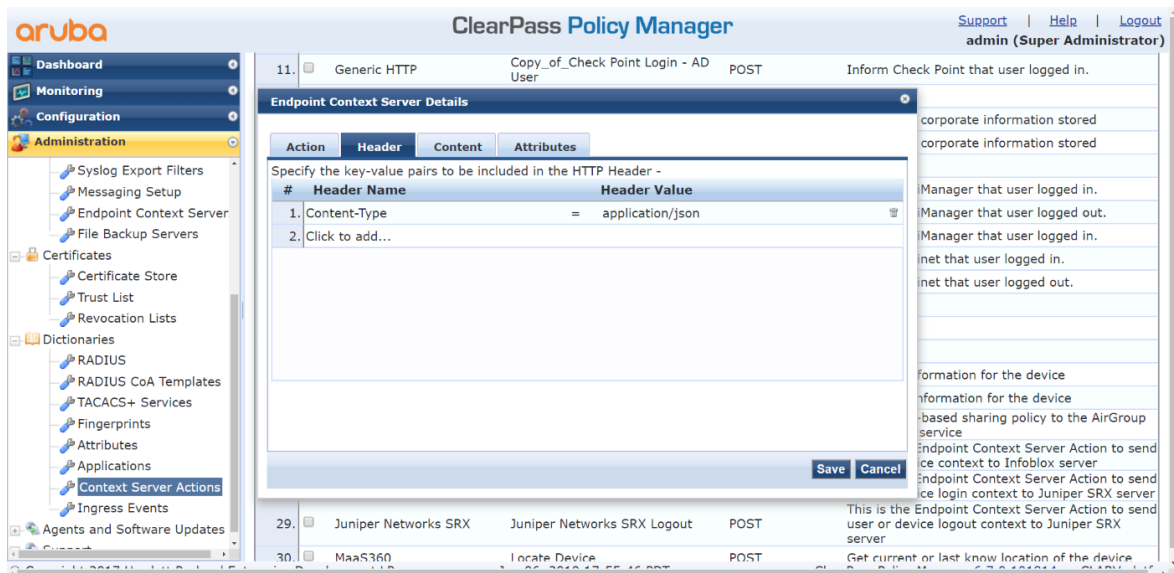 aruba
ClearPass Policy Manager
Support | Help | Logout
admin (Super Administrator)
Dashboard
Monitoring
Configuration
Administration
Syslog Export Filters
Messaging Setup
Endpoint Context Server
File Backup Servers
Certificates
Certificate Store
Trust List
Revocation Lists
Dictionaries
RADIUS
RADIUS CoA Templates
TACACS+ Services
Fingerprints
Attributes
Applications
Context Server Actions
Ingress Events
Agents and Software Updates
11. Generic HTTP Copy_of_Check Point Login - AD User POST Inform Check Point that user logged in.
Endpoint Context Server Details
Action Header Content Attributes
Specify the key-value pairs to be included in the HTTP Header -
# Header Name Header Value
1. Content-Type = application/json
2. Click to add...
Save Cancel
corporate information stored
corporate information stored
Manager that user logged in.
Manager that user logged out.
Manager that user logged in.
inet that user logged in.
inet that user logged out.
formation for the device
formation for the device
-based sharing policy to the AirGroup
service
Endpoint Context Server Action to send
ce context to Infoblox server
Endpoint Context Server Action to send
ce login context to Juniper SRX server
29. Juniper Networks SRX Juniper Networks SRX Logout POST This is the Endpoint Context Server Action to send
user or device logout context to Juniper SRX
server
30. MaaS360 Locate Device POST Get current or last know location of the device